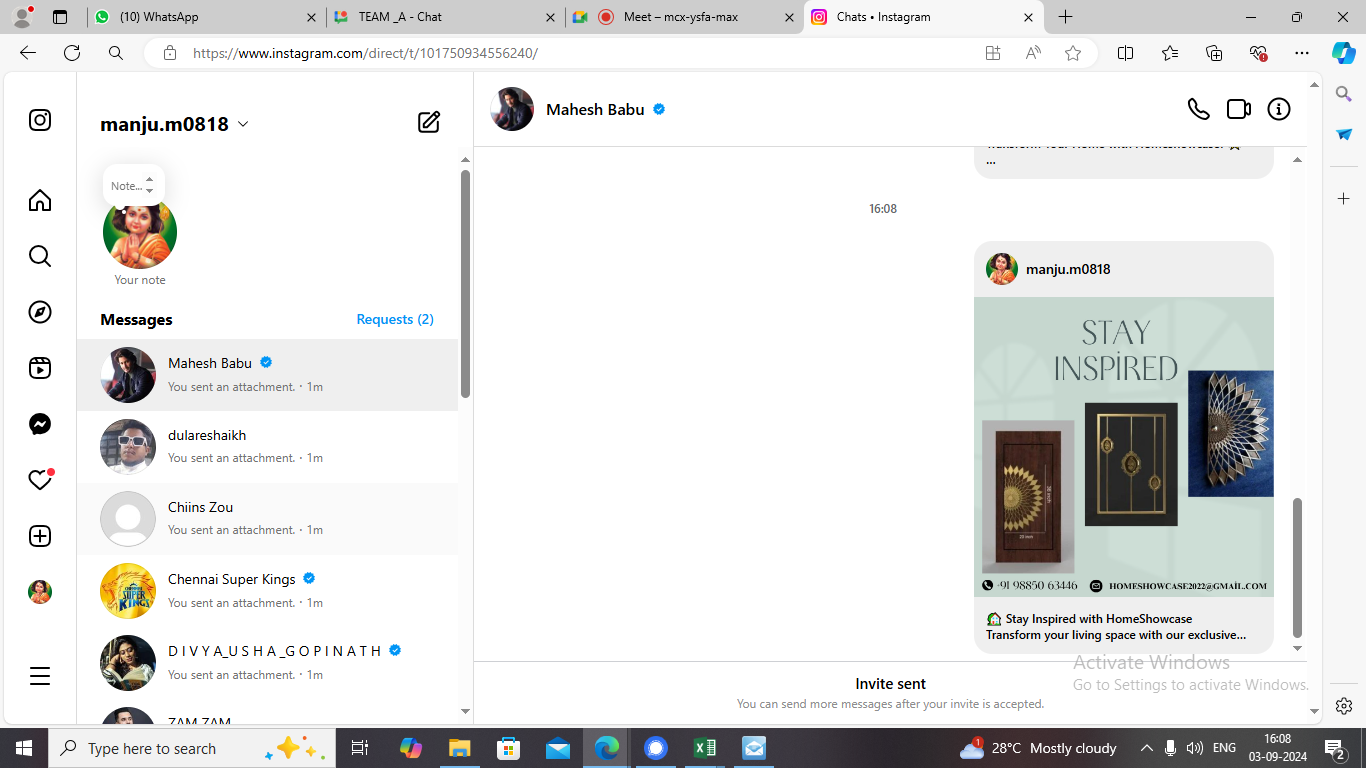 (10) WhatsApp
TEAM _A - Chat
Meet – mcx-ysfa-max
Chats • Instagram
https://www.instagram.com/direct/t/101750934556240/
manju.m0818
Note...
Your note
Messages
Requests (2)
Mahesh Babu
You sent an attachment. · 1m
dulareshaikh
You sent an attachment. · 1m
Chiins Zou
You sent an attachment. · 1m
Chennai Super Kings
You sent an attachment. · 1m
D I V Y A_U S H A _G O P I N A T H
You sent an attachment. · 1m
ZAM ZAM
Mahesh Babu
Transform Your Home with HomeShowcase!
...
16:08
manju.m0818
STAY
INSPIRED
36 inch
23 inch
+91 98850 63446
HOMESHOWCASE2022@GMAIL.COM
Stay Inspired with HomeShowcase
Transform your living space with our exclusive...
Invite sent
You can send more messages after your invite is accepted.
Activate Windows
Go to Settings to activate Windows.
Type here to search
28°C Mostly cloudy
ENG
16:08
03-09-2024
2